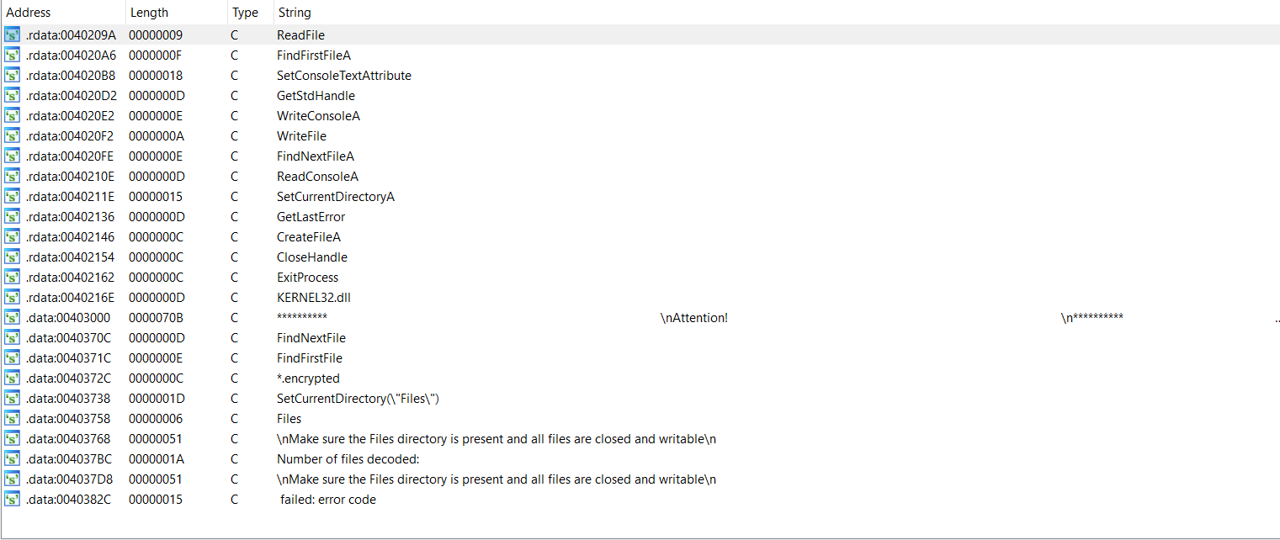 Address Length Type String
.rdata:0040209A 00000009 C ReadFile
.rdata:004020A6 0000000F C FindFirstFileA
.rdata:004020B8 00000018 C SetConsoleTextAttribute
.rdata:004020D2 0000000D C GetStdHandle
.rdata:004020E2 0000000E C WriteConsoleA
.rdata:004020F2 0000000A C WriteFile
.rdata:004020FE 0000000E C FindNextFileA
.rdata:0040210E 0000000D C ReadConsoleA
.rdata:0040211E 00000015 C SetCurrentDirectoryA
.rdata:00402136 0000000D C GetLastError
.rdata:00402146 0000000C C CreateFileA
.rdata:00402154 0000000C C CloseHandle
.rdata:00402162 0000000C C ExitProcess
.rdata:0040216E 0000000D C KERNEL32.dll
.data:00403000 0000070B C ********** \nAttention! \n********** ..
.data:0040370C 0000000D C FindNextFile
.data:0040371C 0000000E C FindFirstFile
.data:0040372C 0000000C C *.encrypted
.data:00403738 0000001D C SetCurrentDirectory(\"Files\")
.data:00403758 00000006 C Files
.data:00403768 00000051 C \nMake sure the Files directory is present and all files are closed and writable\n
.data:004037BC 0000001A C Number of files decoded:
.data:004037D8 00000051 C \nMake sure the Files directory is present and all files are closed and writable\n
.data:0040382C 00000015 C failed: error code